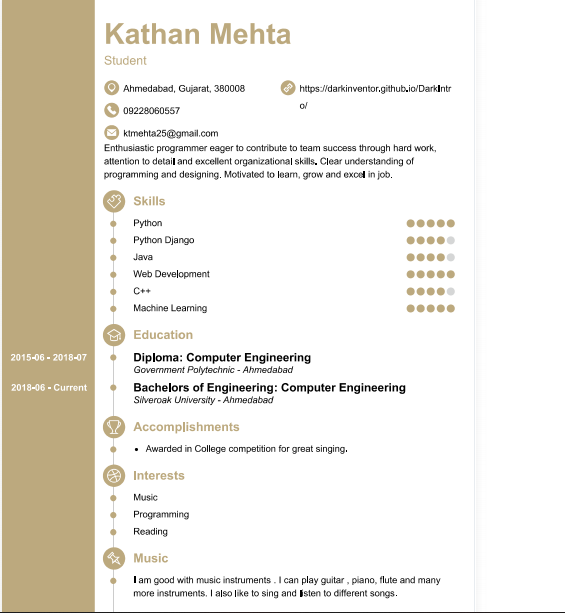 Kathan Mehta
Student
Ahmedabad, Gujarat, 380008
https://darkinventor.github.io/DarkIntr
o/
09228060557
ktmehta25@gmail.com
Enthusiastic programmer eager to contribute to team success through hard work,
attention to detail and excellent organizational skills. Clear understanding of
programming and designing. Motivated to learn, grow and excel in job.
Skills
Python
Python Django
Java
Web Development
C++
Machine Learning
Education
2015-06 - 2018-07
Diploma: Computer Engineering
Government Polytechnic - Ahmedabad
2018-06 - Current
Bachelors of Engineering: Computer Engineering
Silveroak University - Ahmedabad
Accomplishments
• Awarded in College competition for great singing.
Interests
Music
Programming
Reading
Music
I am good with music instruments . I can play guitar , piano, flute and many
more instruments. I also like to sing and listen to different songs.